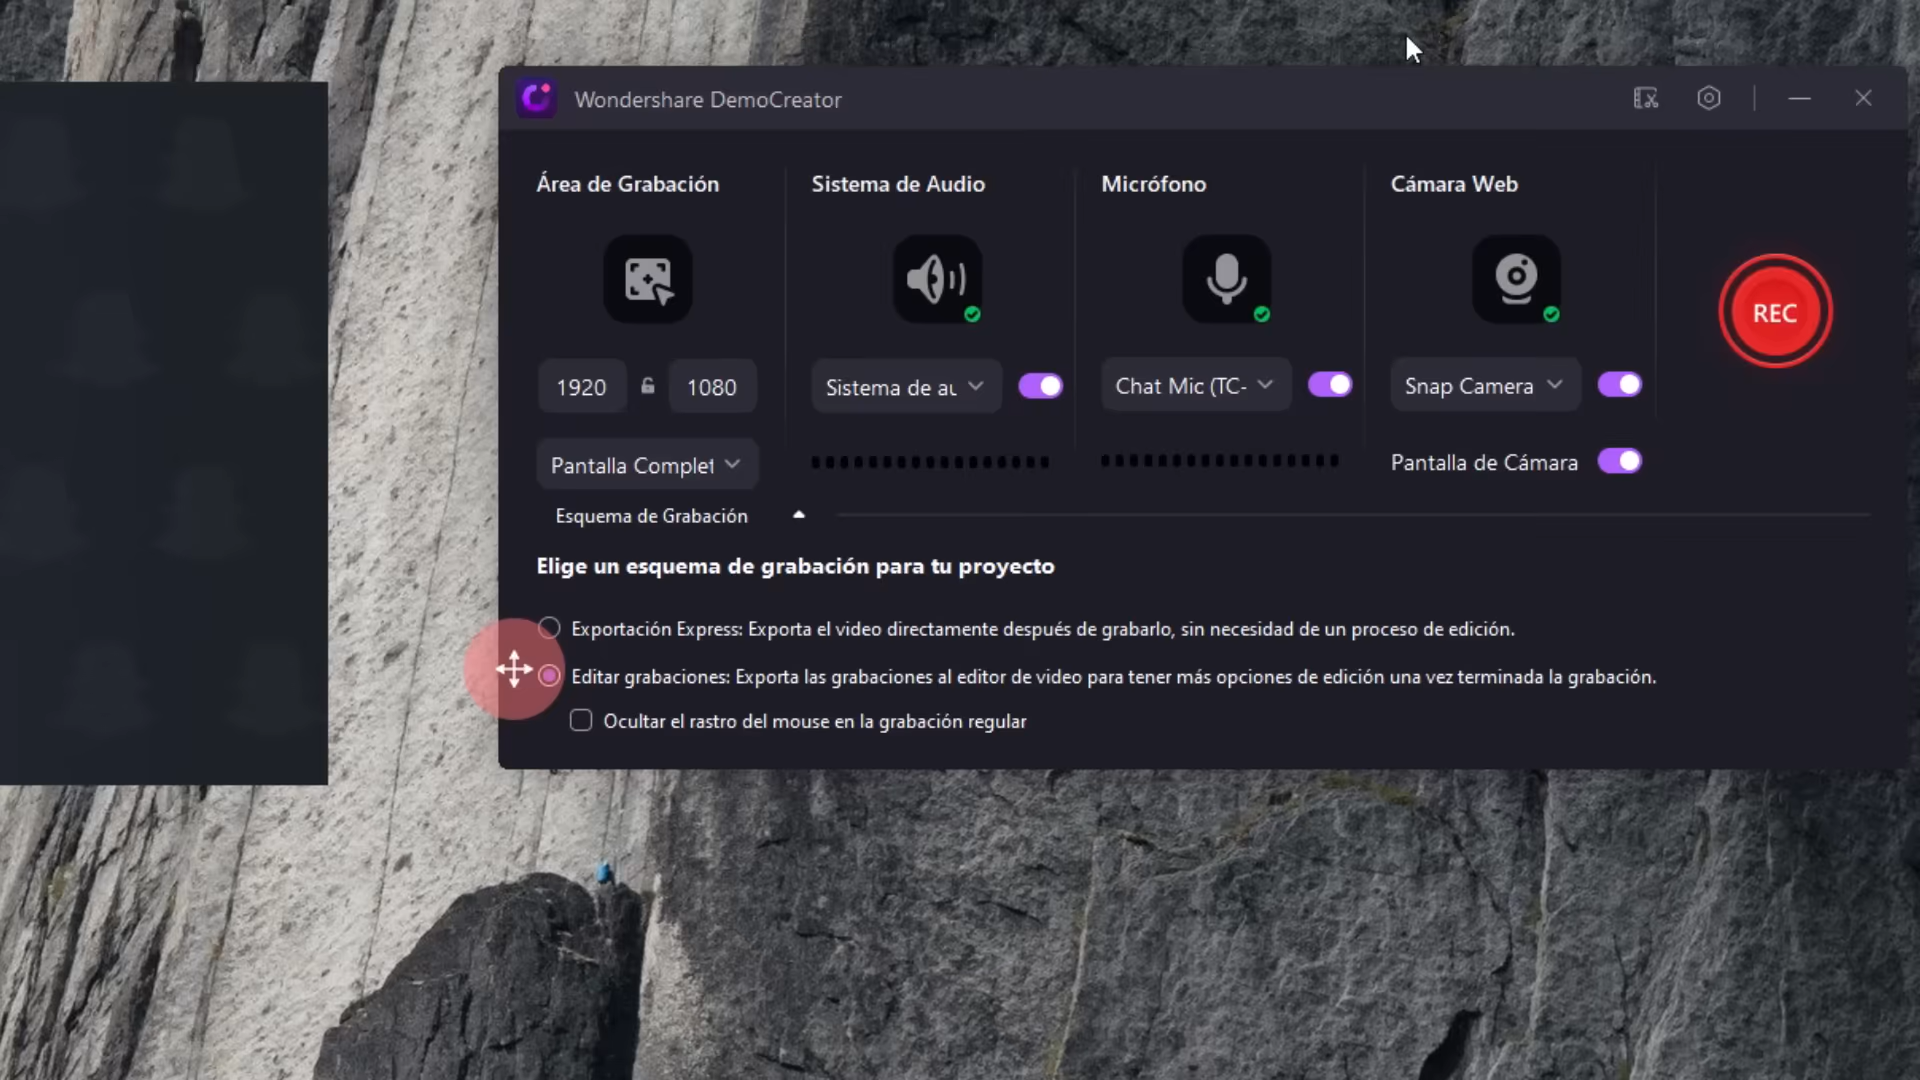 Wondershare DemoCreator
Área de Grabación
Sistema de Audio
Micrófono
Cámara Web
REC
1920
1080
Sistema de au
Chat Mic (TC-
Snap Camera
Pantalla Complet
Pantalla de Cámara
Esquema de Grabación
Elige un esquema de grabación para tu proyecto
Exportación Express: Exporta el video directamente después de grabarlo, sin necesidad de un proceso de edición.
Editar grabaciones: Exporta las grabaciones al editor de video para tener más opciones de edición una vez terminada la grabación.
Ocultar el rastro del mouse en la grabación regular